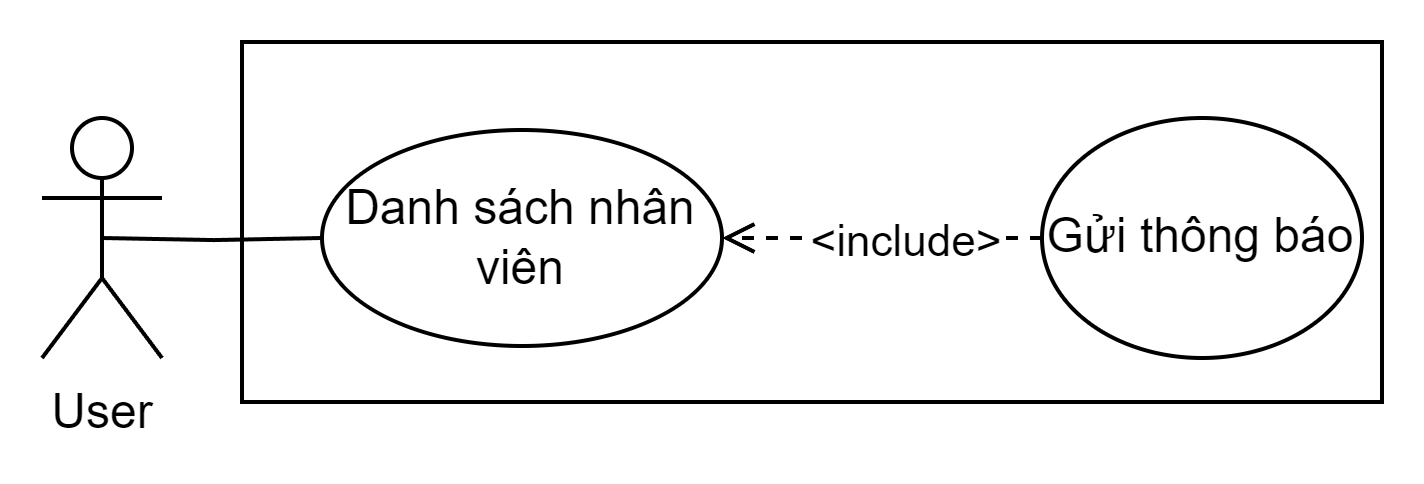 Danh sách nhân
viên
<include>
Gửi thông báo
User